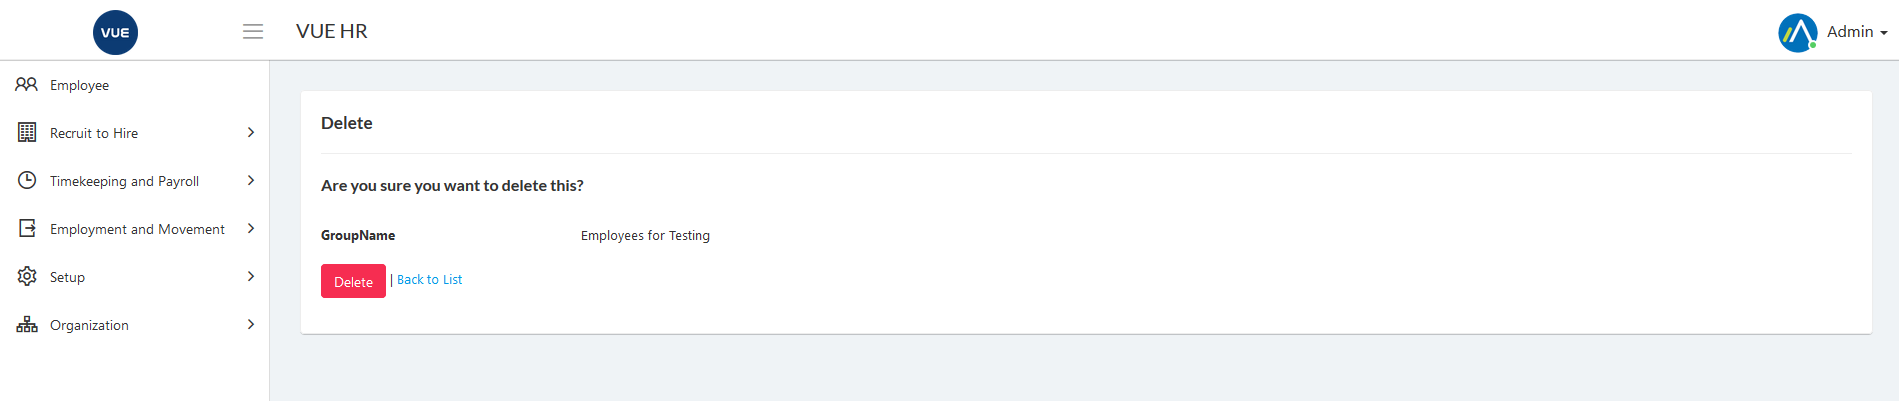 VUE
VUE HR
Admin
Employee
Recruit to Hire
Timekeeping and Payroll
Employment and Movement
Setup
Organization
Delete
Are you sure you want to delete this?
GroupName Employees for Testing
Delete | Back to List